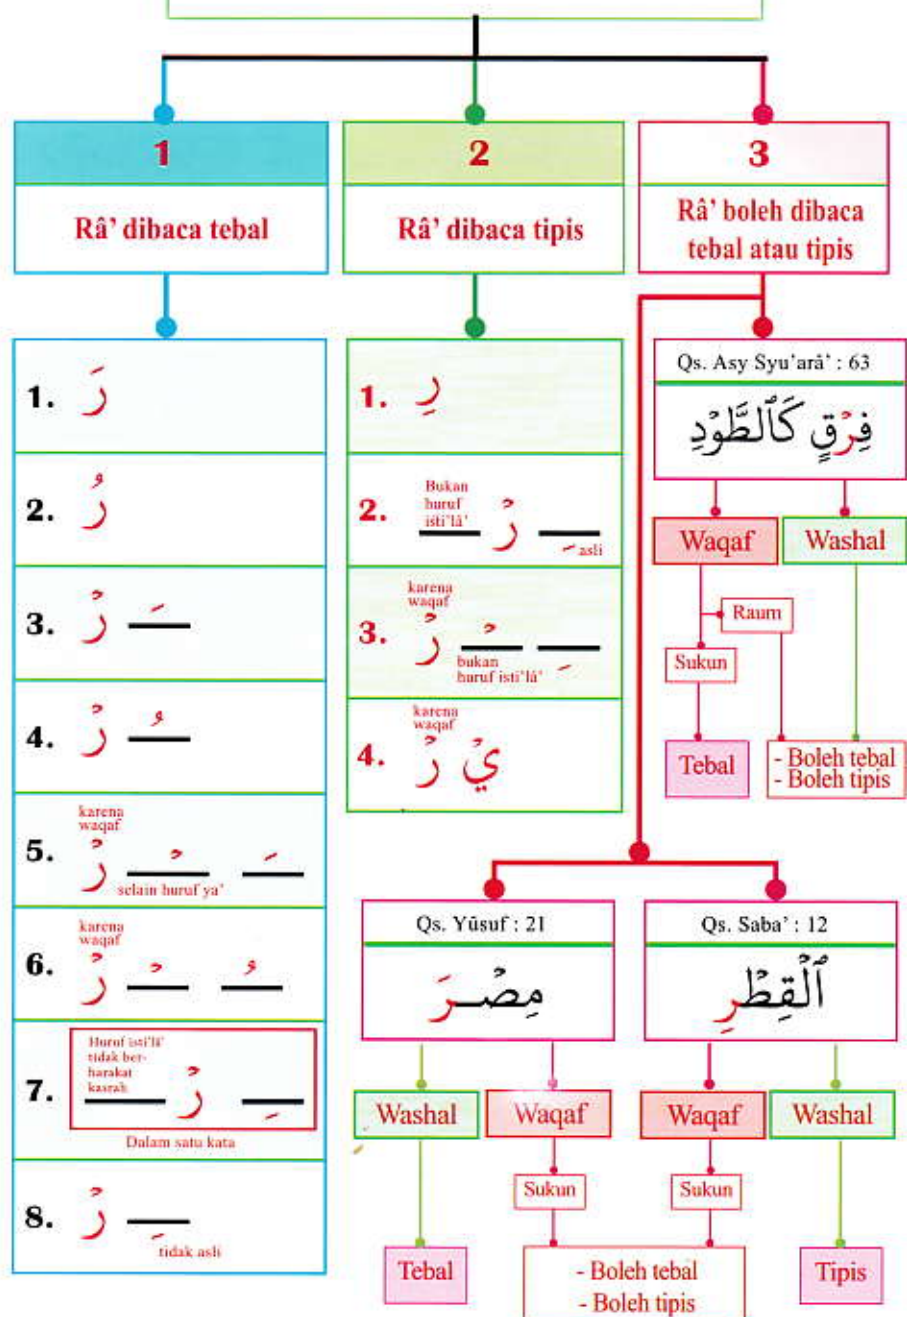 1
Râ’ dibaca tebal
1. رَ
2. رُ
3. رْ ـَ
4. رْ ـُ
karena
waqaf
5. رْ ـْ ـَ
selain huruf ya’
karena
waqaf
6. رْ ـْ ـُ
Huruf isti’lâ’
tidak ber-
harakat
kasrah
7. رْ ـِ
Dalam satu kata
8. رْ ـِ
tidak asli
2
Râ’ dibaca tipis
1. رِ
Bukan
huruf
isti’lâ’
2. رْ ـِ
asli
karena
waqaf
3. رْ ـْ ـِ
bukan
huruf isti’lâ’
karena
waqaf
4. رْ يْ
3
Râ’ boleh dibaca
tebal atau tipis
Qs. Asy Syu’arâ’ : 63
فِرْقٍ كَٱلطَّوْدِ
Waqaf
Washal
Raum
Sukun
Tebal
- Boleh tebal
- Boleh tipis
Qs. Yûsuf : 21
مِصْرَ
Washal
Waqaf
Sukun
Tebal
Qs. Saba’ : 12
ٱلْقِطْرِ
Waqaf
Washal
Sukun
Tipis
- Boleh tebal
- Boleh tipis